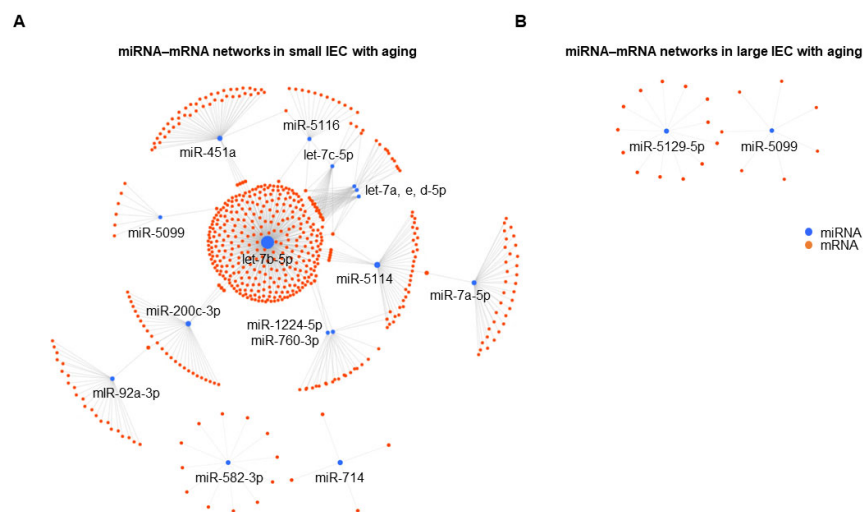 A
B
miRNA–mRNA networks in small IEC with aging
miRNA–mRNA networks in large IEC with aging
miR-5116
miR-451a
let-7c-5p
let-7a, e, d-5p
miR-5099
let-7b-5p
miR-5114
miR-7a-5p
miR-200c-3p
miR-1224-5p
miR-760-3p
mIR-92a-3p
miR-582-3p
miR-714
miR-5129-5p
miR-5099
miRNA
mRNA